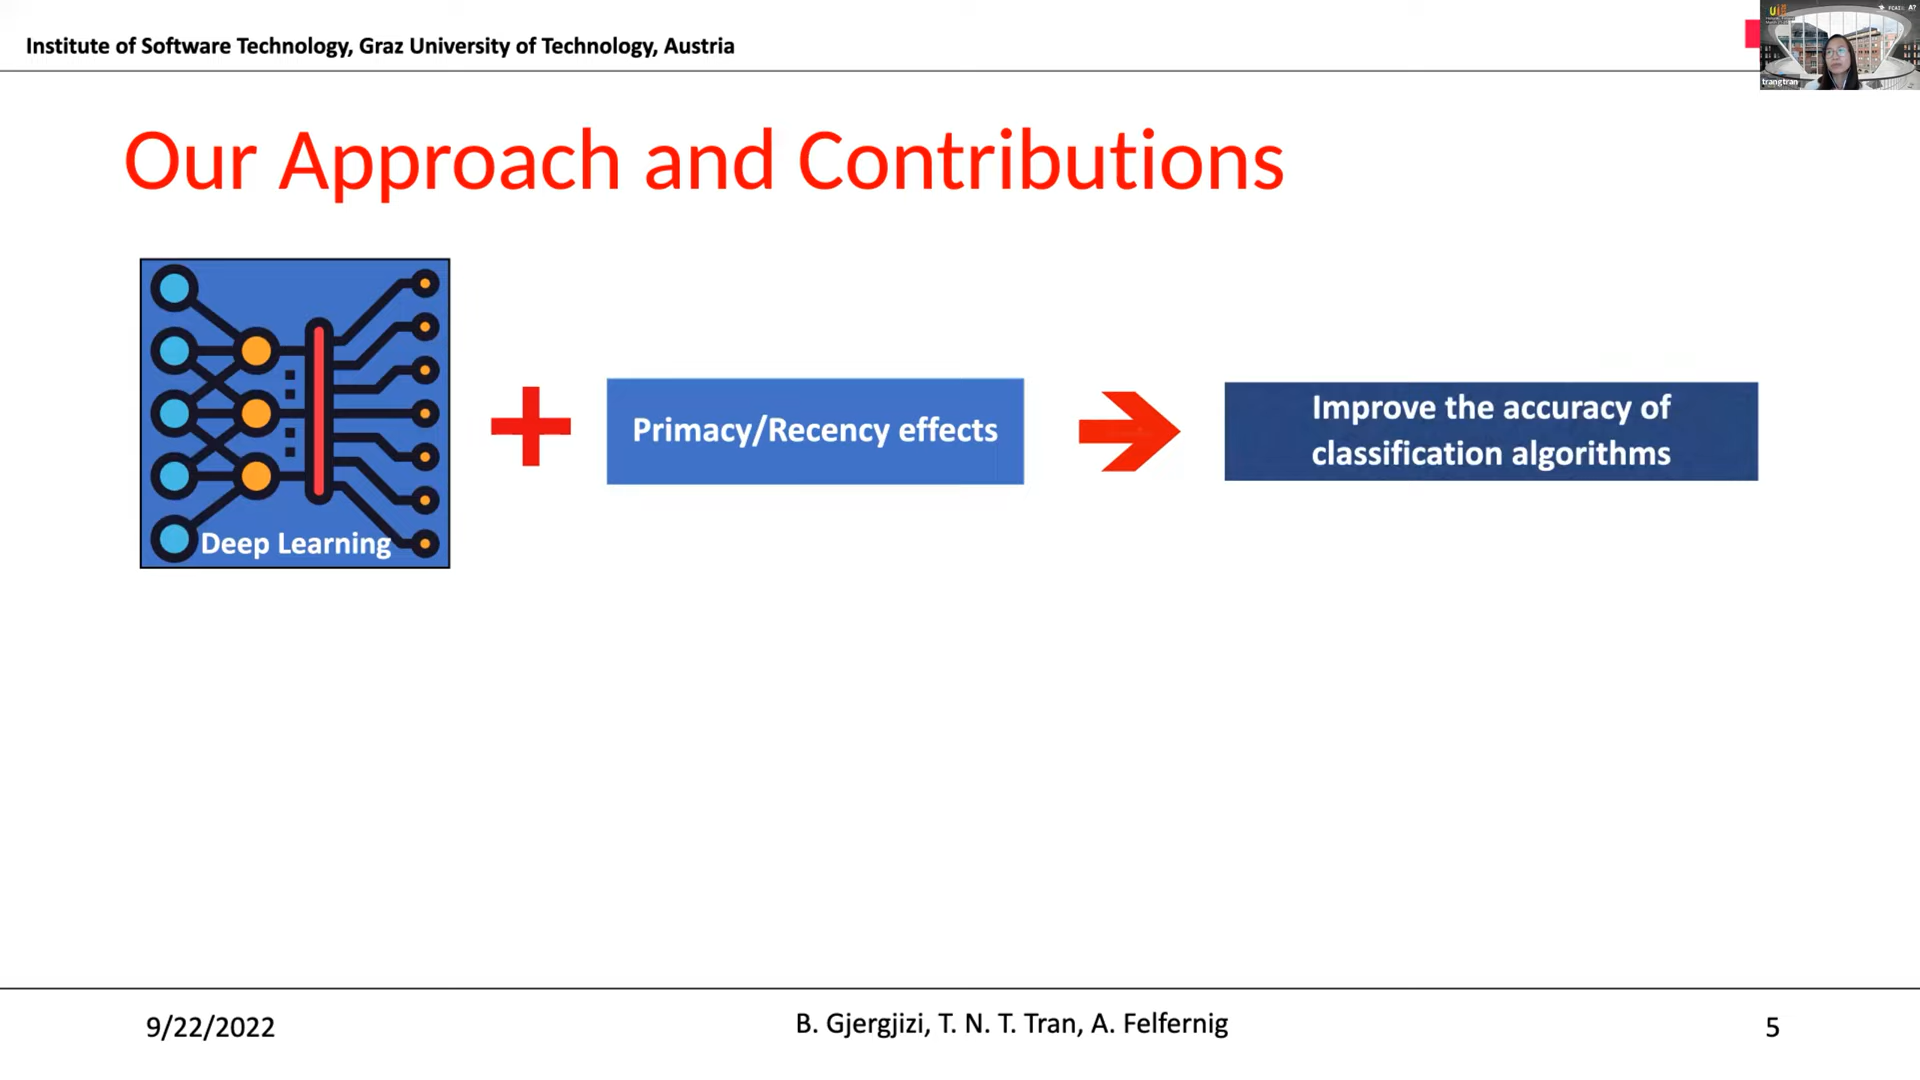 Institute of Software Technology, Graz University of Technology, Austria
trangtran
Our Approach and Contributions
Deep Learning
Primacy/Recency effects
Improve the accuracy of
classification algorithms
9/22/2022
B. Gjergjizi, T. N. T. Tran, A. Felfernig
5